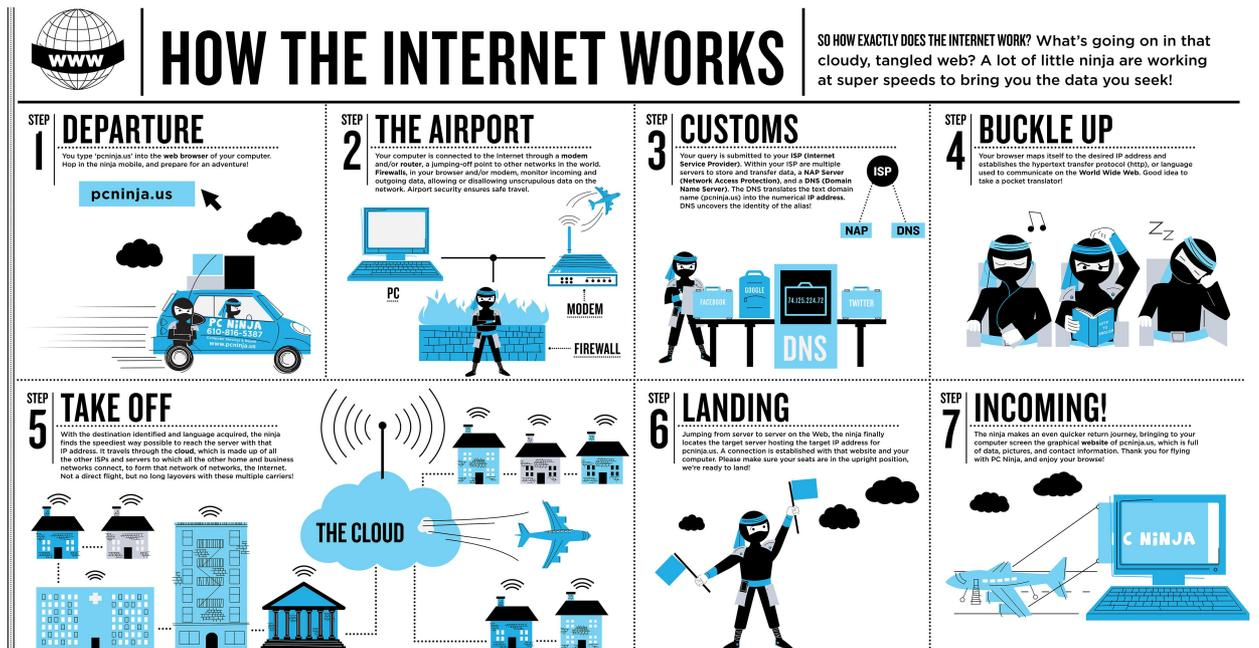 WWW
HOW THE INTERNET WORKS
SO HOW EXACTLY DOES THE INTERNET WORK? What's going on in that
cloudy, tangled web? A lot of little ninja are working
at super speeds to bring you the data you seek!
STEP
1
DEPARTURE
You type 'pcninja.us' into the web browser of your computer.
Hop in the ninja mobile, and prepare for an adventure!
pcninja.us
PC NiNJA
610-816-5387
Computer Service & Repair
www.pcninja.us
STEP
2
THE AIRPORT
Your computer is connected to the Internet through a modem
and/or router, a jumping-off point to other networks in the world.
Firewalls, in your browser and/or modem, monitor incoming and
outgoing data, allowing or disallowing unscrupulous data on the
network. Airport security ensures safe travel.
PC
MODEM
FIREWALL
STEP
3
CUSTOMS
Your query is submitted to your ISP (Internet
Service Provider). Within your ISP are multiple
servers to store and transfer data, a NAP Server
(Network Access Protection), and a DNS (Domain
Name Server). The DNS translates the text domain
name (pcninja.us) into the numerical IP address.
DNS uncovers the identity of the alias!
ISP
NAP
DNS
FACEBOOK
GOOGLE
74.125.224.72
TWITTER
DNS
STEP
4
BUCKLE UP
Your browser maps itself to the desired IP address and
establishes the hypertext transfer protocol (http), or language
used to communicate on the World Wide Web. Good idea to
take a pocket translator!
ZZ
STEP
5
TAKE OFF
With the destination identified and language acquired, the ninja
finds the speediest way possible to reach the server with that
IP address. It travels through the cloud, which is made up of all
the other ISPs and servers to which all the other home and business
networks connect, to form that network of networks, the Internet.
Not a direct flight, but no long layovers with these multiple carriers!
THE CLOUD
STEP
6
LANDING
Jumping from server to server on the Web, the ninja finally
locates the target server hosting the target IP address for
pcninja.us. A connection is established with that website and your
computer. Please make sure your seats are in the upright position,
we're ready to land!
STEP
7
INCOMING!
The ninja makes an even quicker return journey, bringing to your
computer screen the graphical website of pcninja.us, which is full
of data, pictures, and contact information. Thank you for flying
with PC Ninja, and enjoy your browse!
PC NiNJA